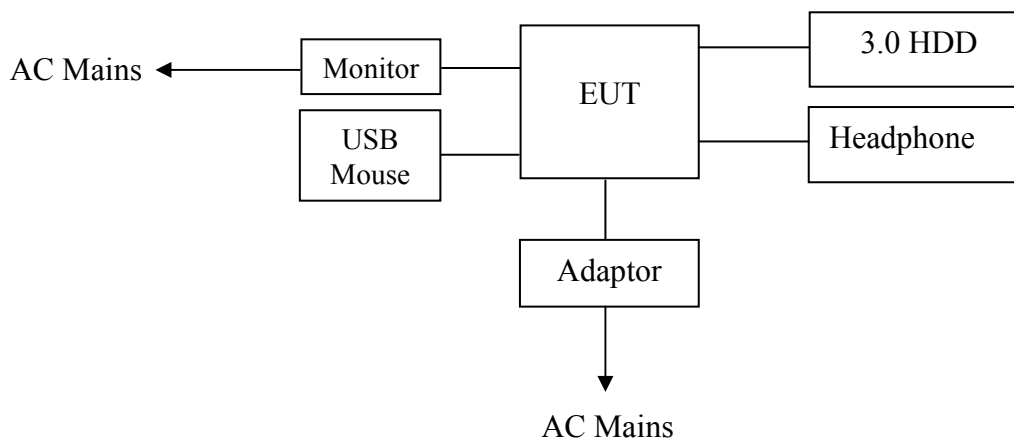 AC Mains
Monitor
USB
Mouse
EUT
3.0 HDD
Headphone
Adaptor
AC Mains